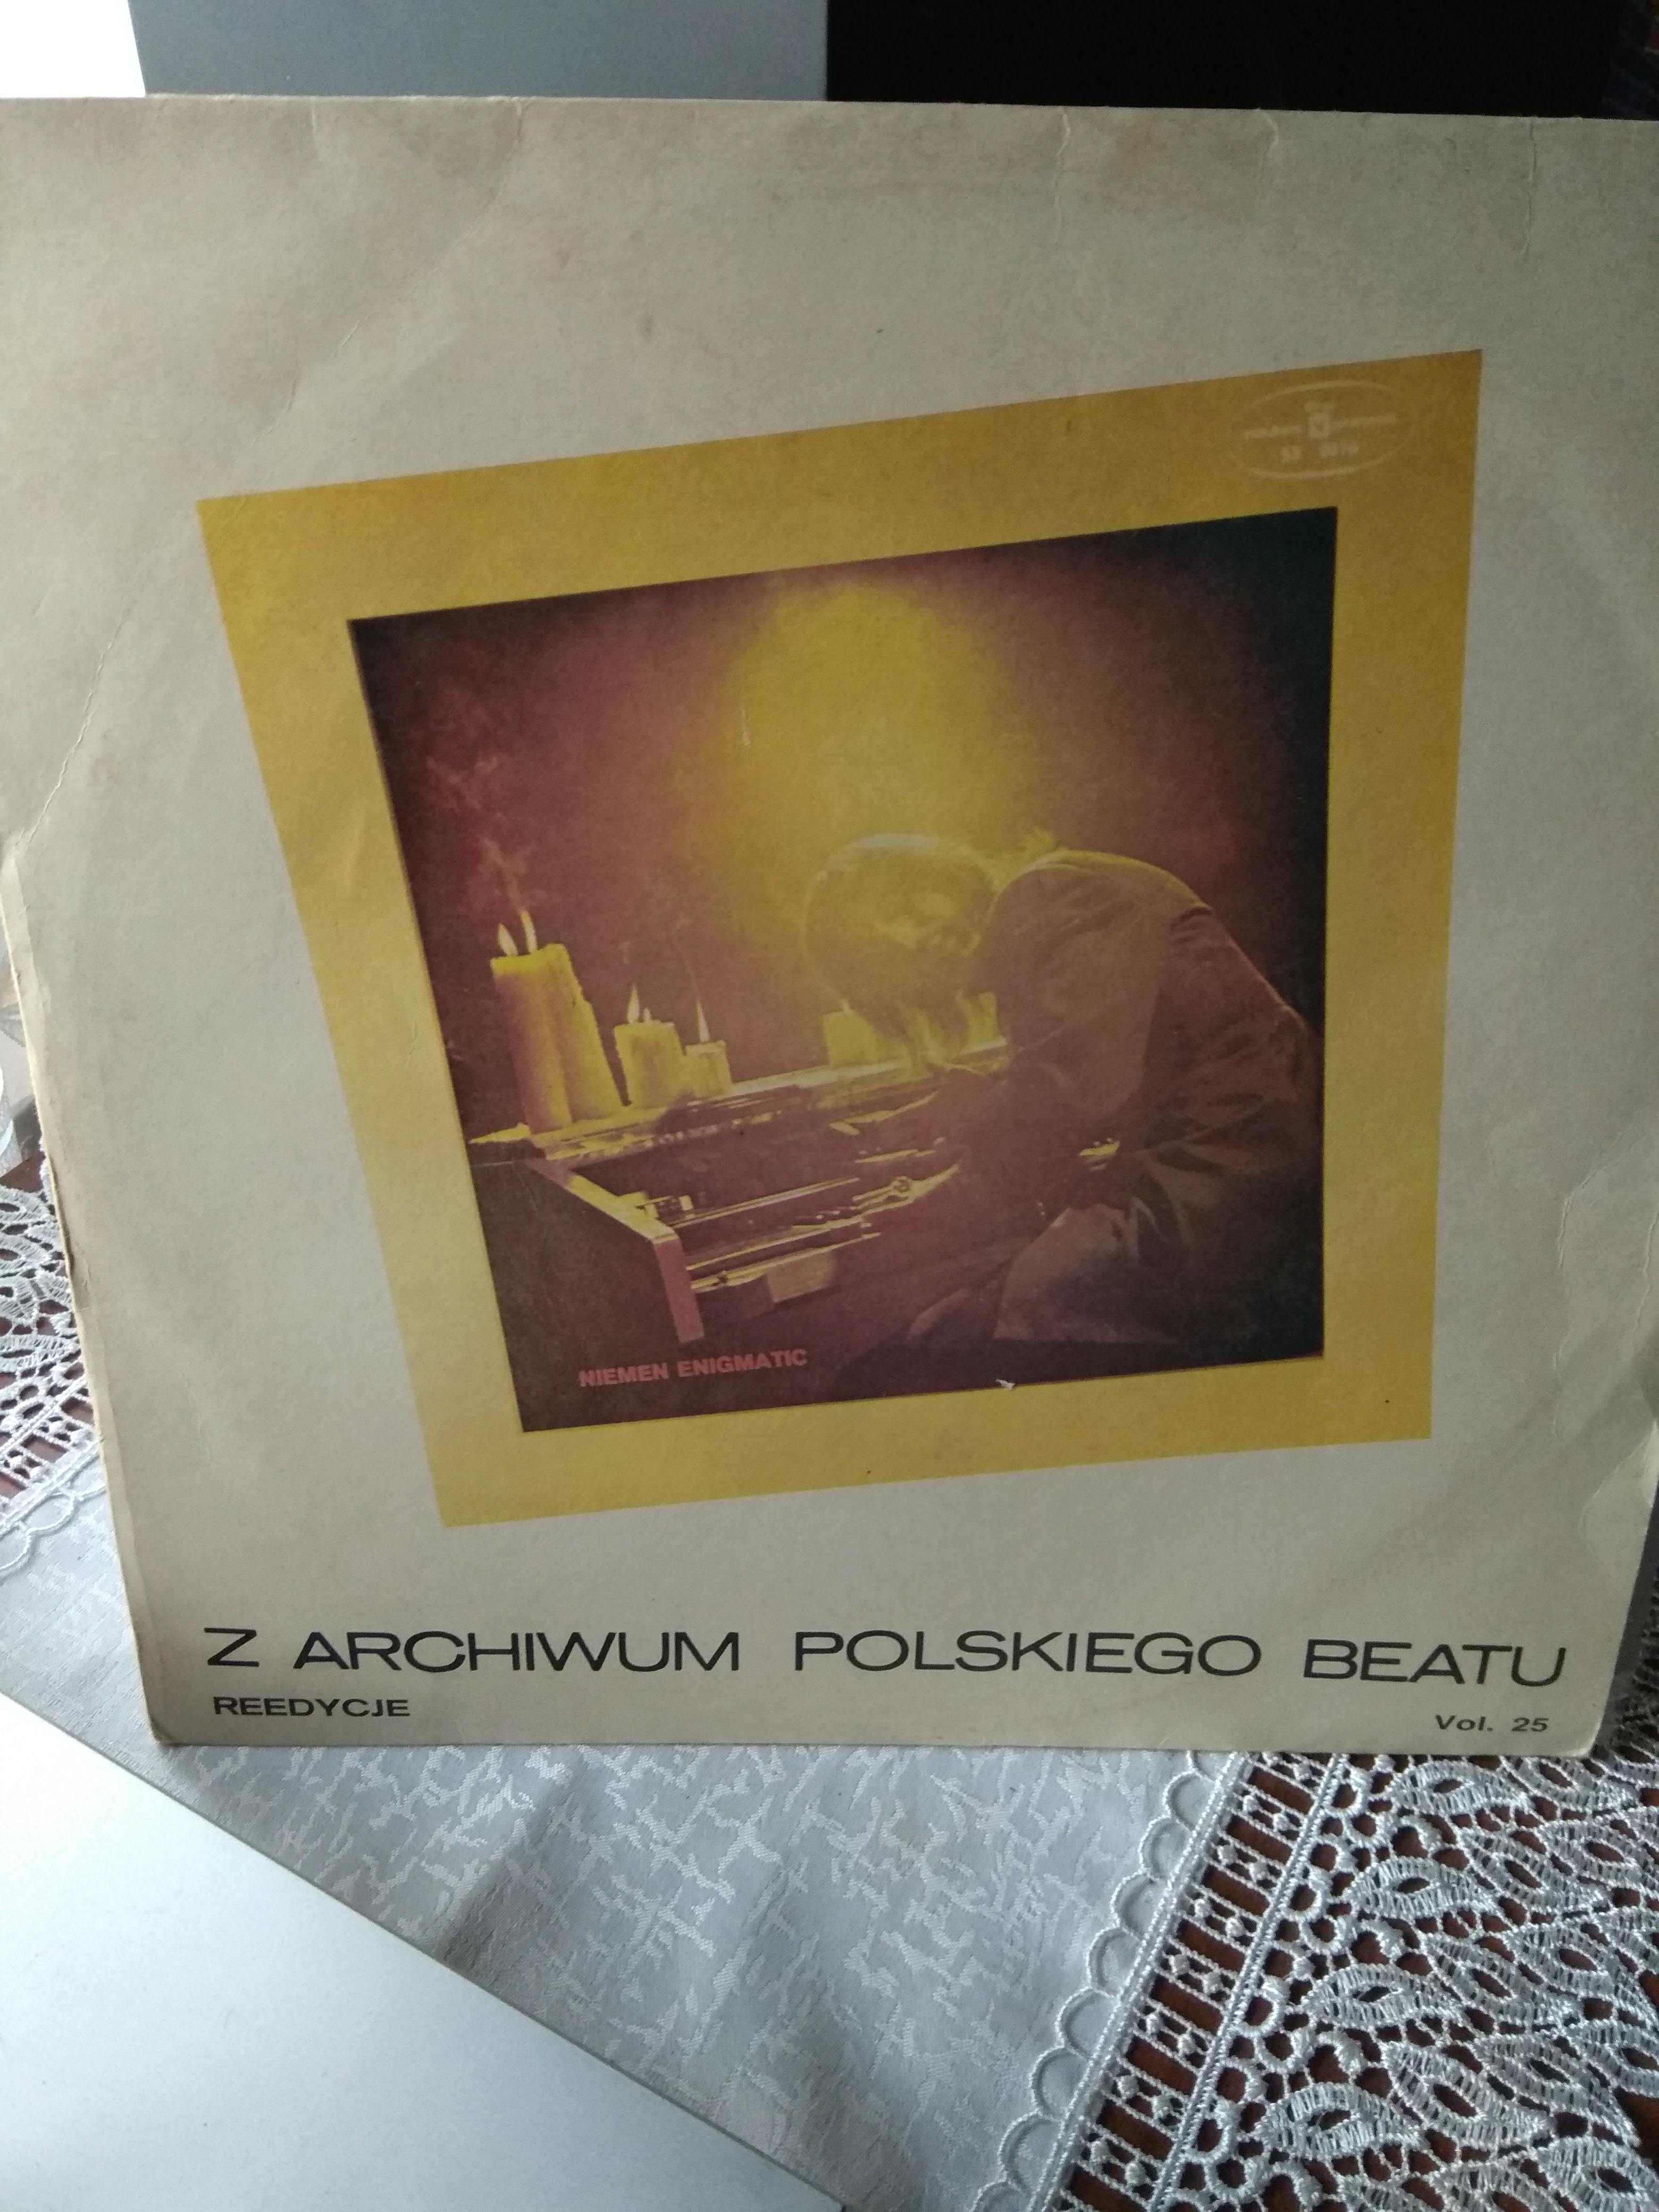 NIEMEN ENIGMATIC
Z ARCHIWUM POLSKIEGO BEATU
REEDYCJE
Vol. 25